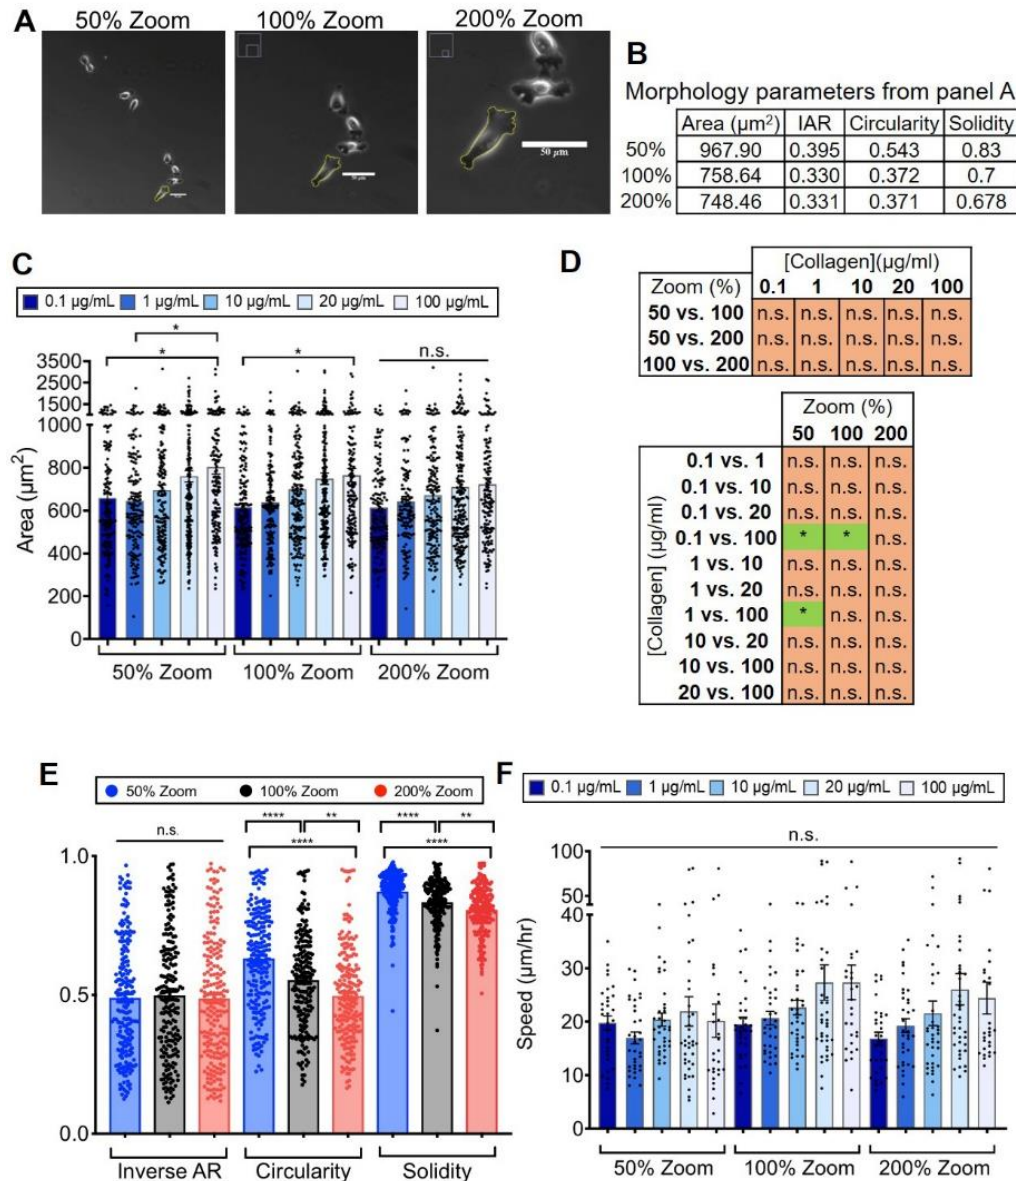 A
50% Zoom 100% Zoom 200% Zoom
50 µm
50 µm
B
Morphology parameters from panel A
Area (µm²) IAR Circularity Solidity
50% 967.90 0.395 0.543 0.83
100% 758.64 0.330 0.372 0.7
200% 748.46 0.331 0.371 0.678
C
0.1 µg/mL 1 µg/mL 10 µg/mL 20 µg/mL 100 µg/mL
*
* * n.s.
3500
2500
1500
1000
800
600
400
200
0
Area (µm²)
50% Zoom 100% Zoom 200% Zoom
D
[Collagen](µg/ml)
Zoom (%) 0.1 1 10 20 100
50 vs. 100 n.s. n.s. n.s. n.s. n.s.
50 vs. 200 n.s. n.s. n.s. n.s. n.s.
100 vs. 200 n.s. n.s. n.s. n.s. n.s.
Zoom (%)
50 100 200
[Collagen] (µg/ml)
0.1 vs. 1 n.s. n.s. n.s.
0.1 vs. 10 n.s. n.s. n.s.
0.1 vs. 20 n.s. n.s. n.s.
0.1 vs. 100 * * n.s.
1 vs. 10 n.s. n.s. n.s.
1 vs. 20 n.s. n.s. n.s.
1 vs. 100 * n.s. n.s.
10 vs. 20 n.s. n.s. n.s.
10 vs. 100 n.s. n.s. n.s.
20 vs. 100 n.s. n.s. n.s.
E
50% Zoom 100% Zoom 200% Zoom
n.s. **** ** **** **
**** ****
1.0
0.5
0.0
Inverse AR Circularity Solidity
F
0.1 µg/mL 1 µg/mL 10 µg/mL 20 µg/mL 100 µg/mL
n.s.
100
50
40
30
20
10
0
Speed (µm/hr)
50% Zoom 100% Zoom 200% Zoom